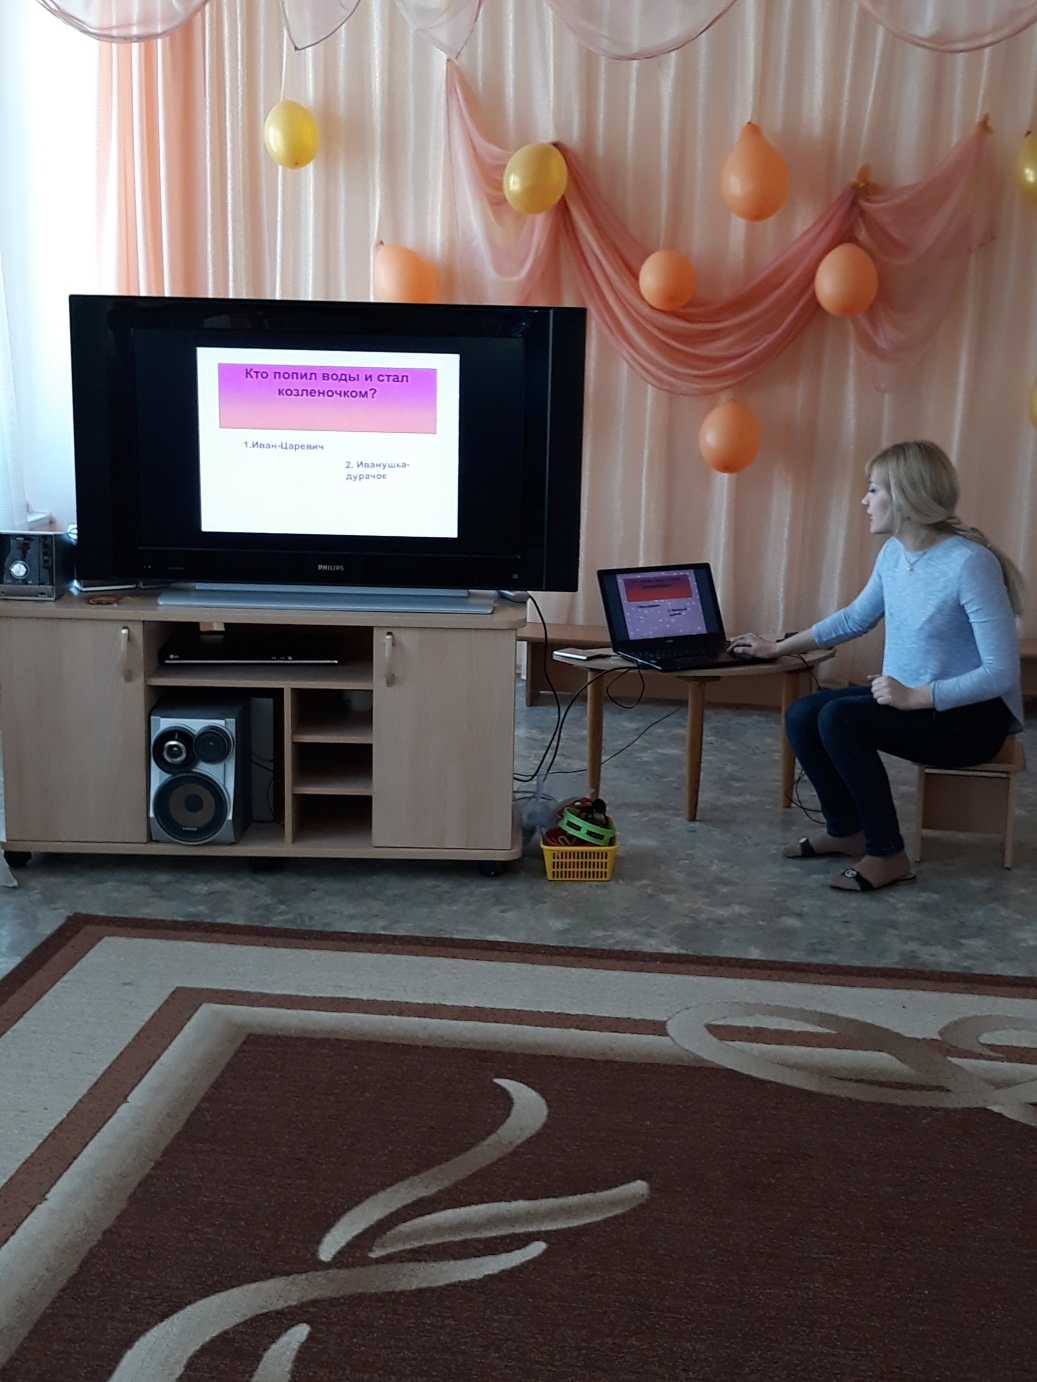 Кто попил воды и стал
козленочком?
1.Иван-Царевич
2. Иванушка-
дурачок
PHILIPS